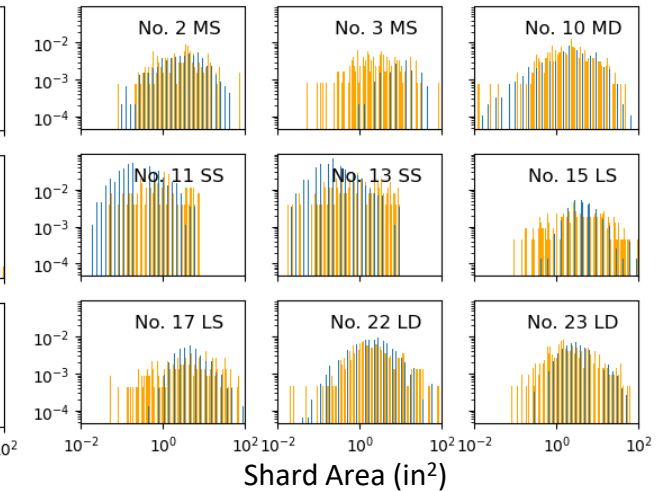 No. 2 MS No. 3 MS No. 10 MD
10⁻²
10⁻³
10⁻⁴
No. 11 SS No. 13 SS No. 15 LS
10⁻²
10⁻³
10⁻⁴
No. 17 LS No. 22 LD No. 23 LD
10⁻²
10⁻³
10⁻⁴
0² 10⁻² 10⁰ 10² 10⁻² 10⁰ 10² 10⁻² 10⁰ 10²
Shard Area (in²)